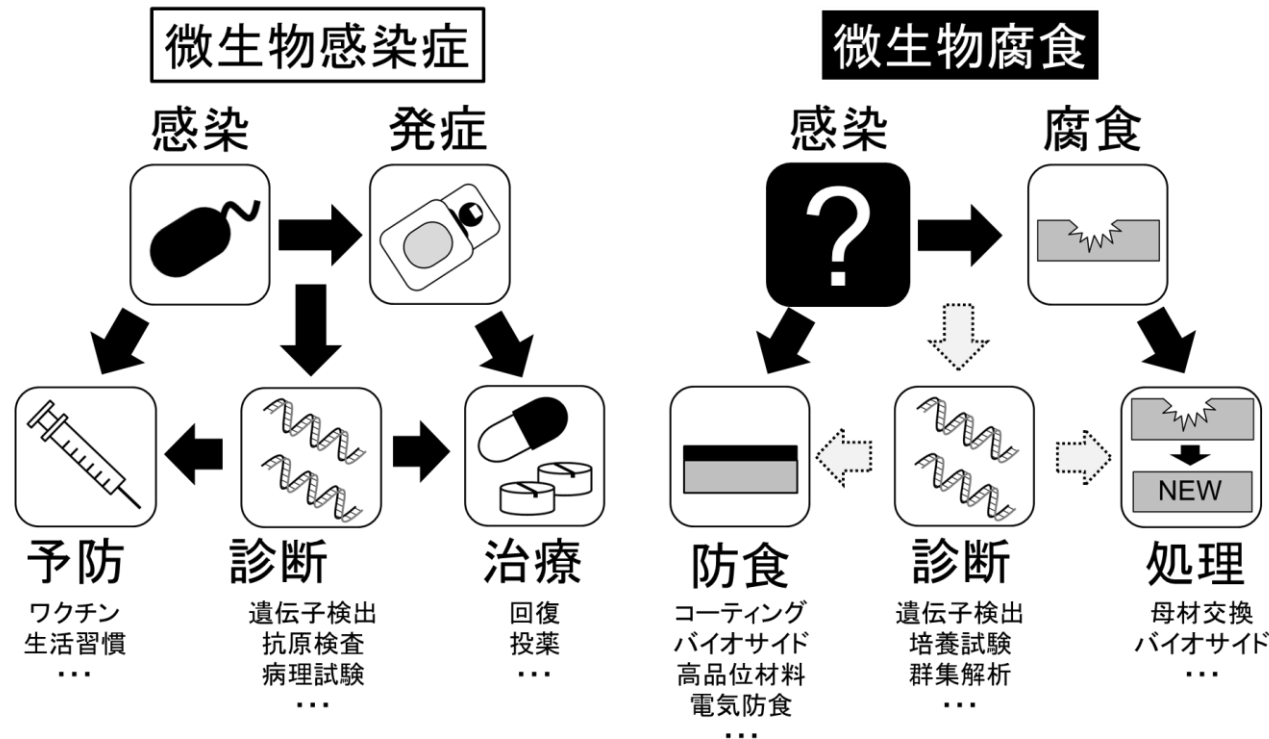 微生物感染症
感染
発症
予防
ワクチン
生活習慣
…
診断
遺伝子検出
抗原検査
病理試験
…
治療
回復
投薬
…
微生物腐食
感染
?
腐食
NEW
防食
コーティング
バイオサイド
高品位材料
電気防食
…
診断
遺伝子検出
培養試験
群集解析
…
処理
母材交換
バイオサイド
…